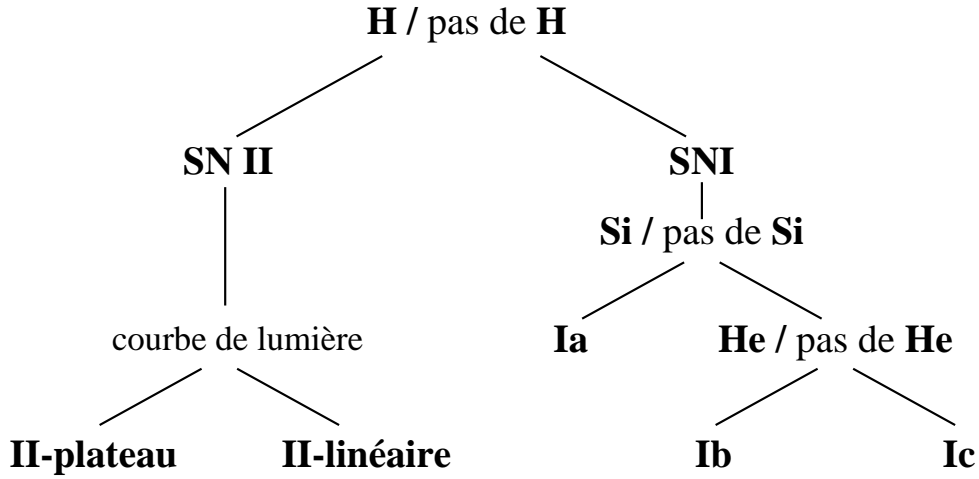 H / pas de H
SN II
SNI
Si / pas de Si
courbe de lumière
Ia
He / pas de He
II-plateau
II-linéaire
Ib
Ic